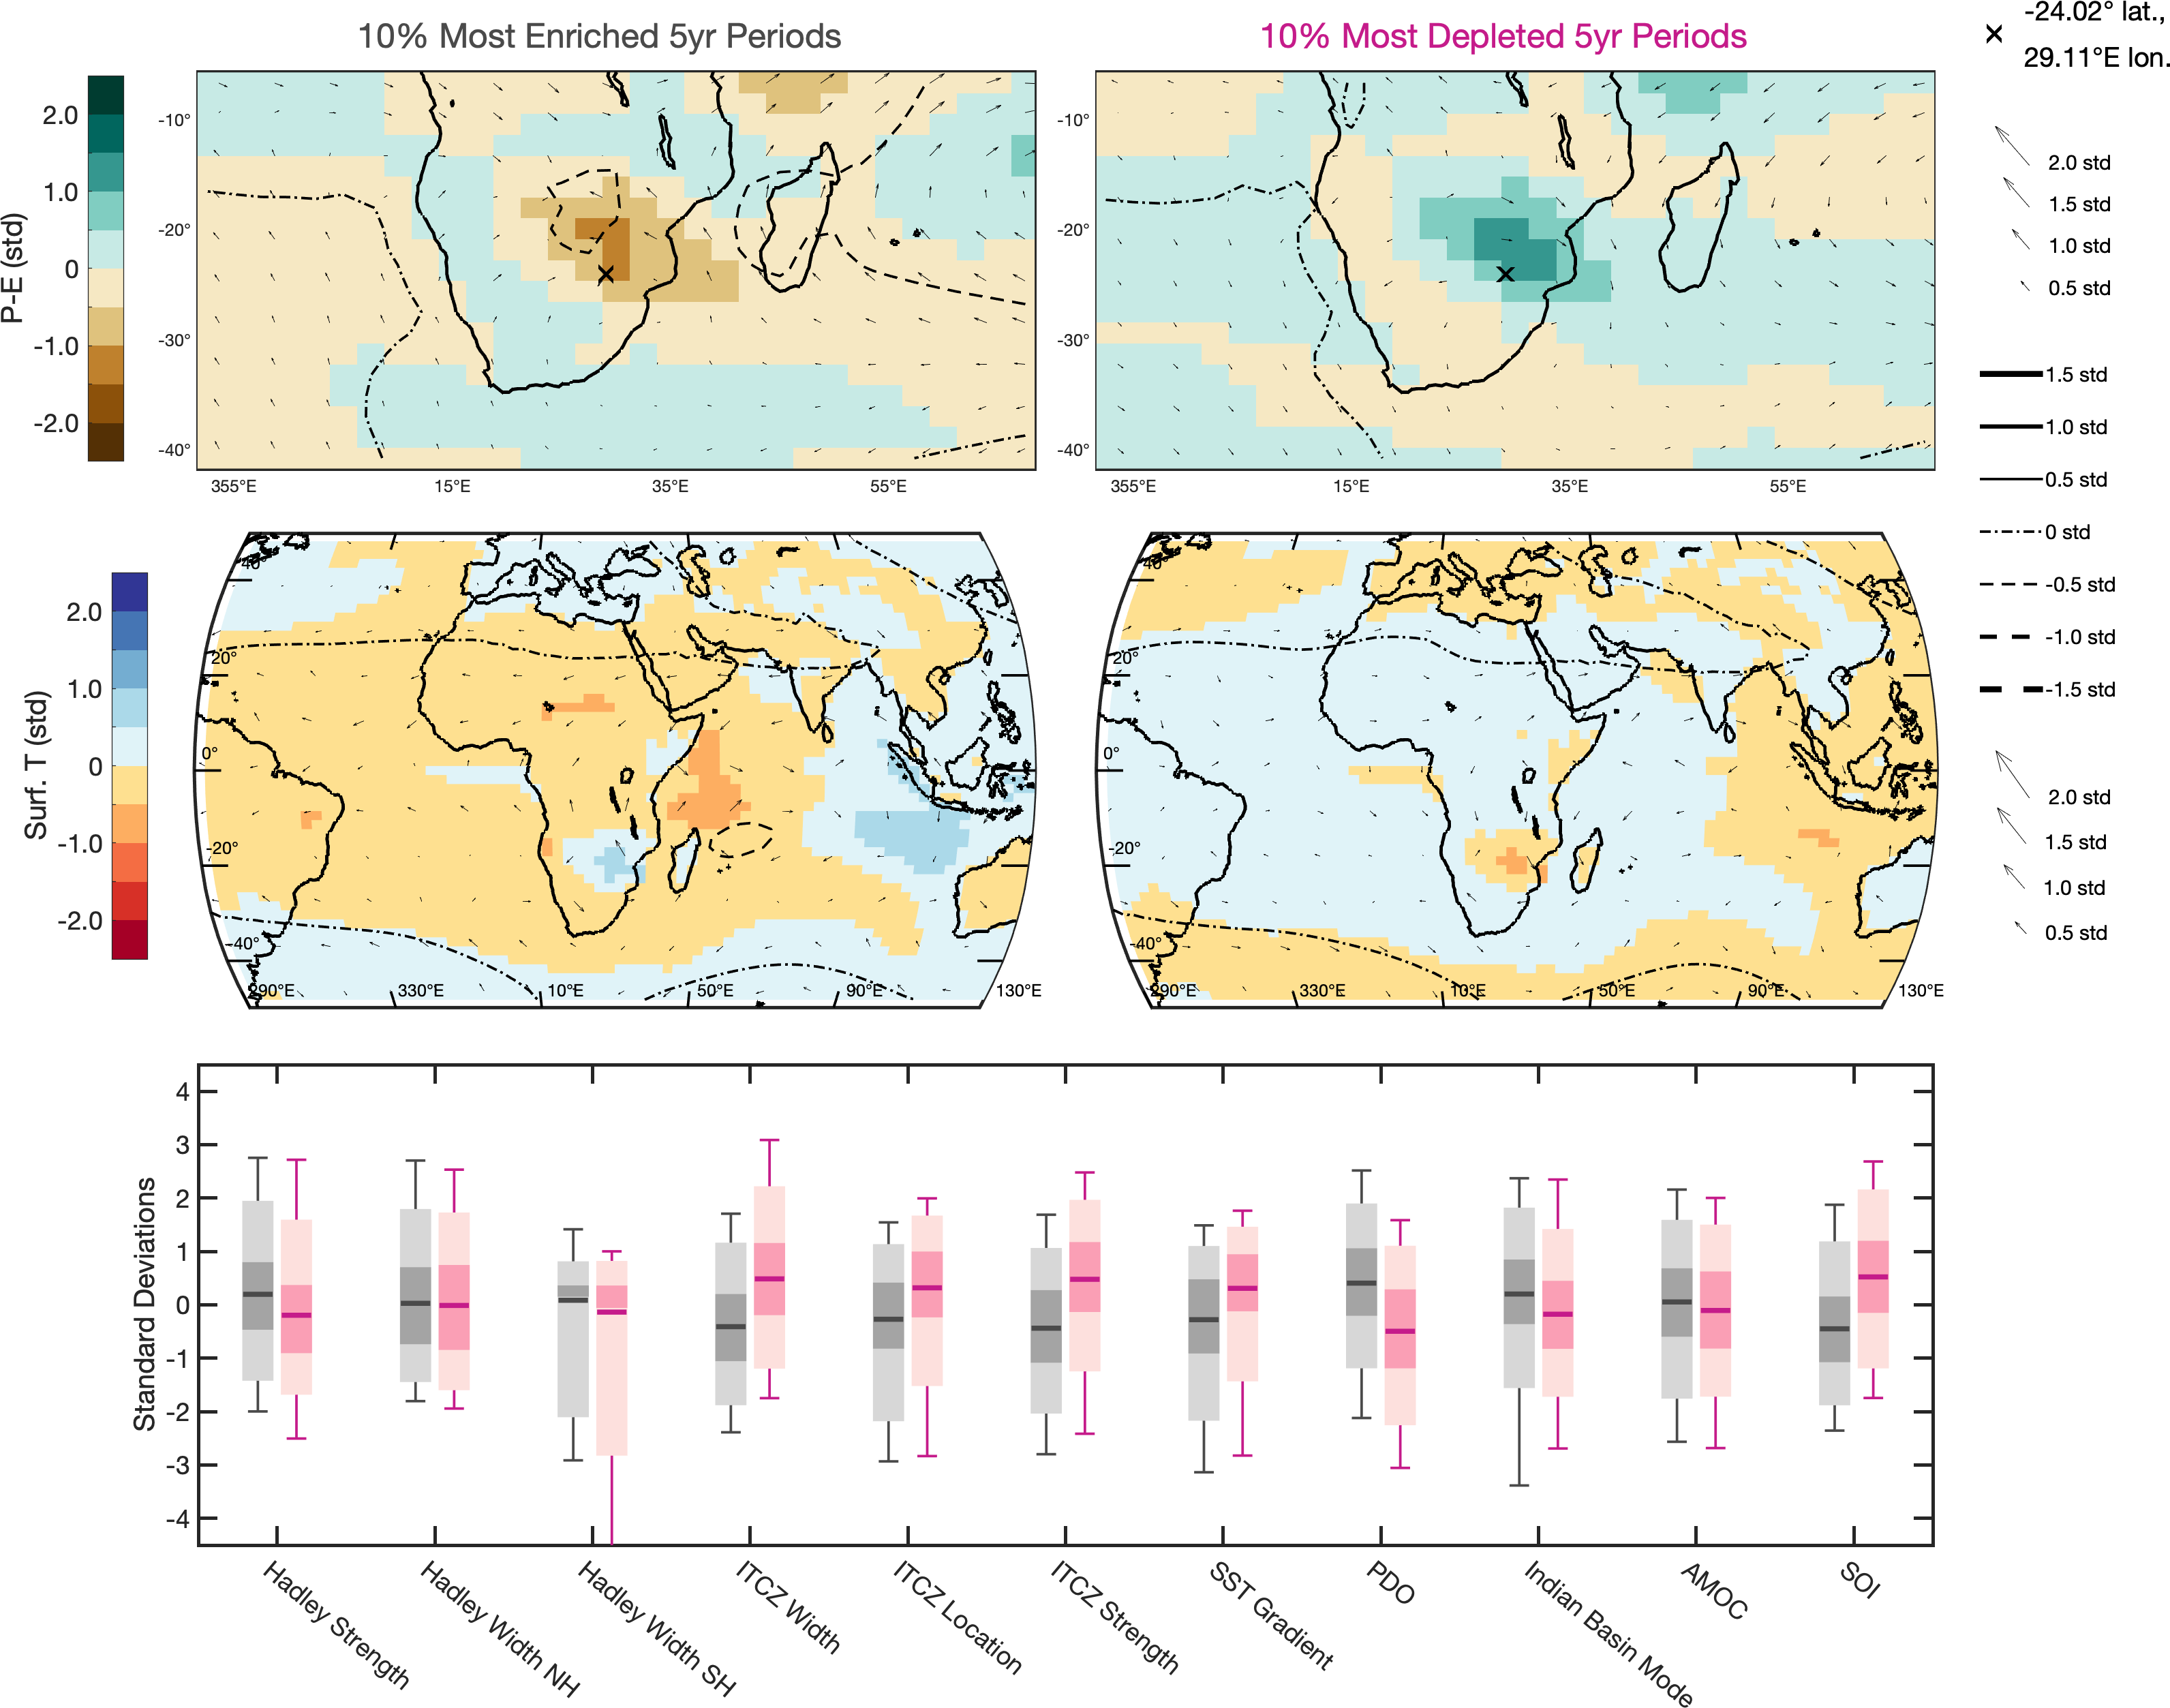 10% Most Enriched 5yr Periods
10% Most Depleted 5yr Periods
-24.02° lat.,
29.11°E lon.
P-E (std)
2.0
1.0
0
-1.0
-2.0
-10°
-20°
-30°
-40°
355°E
15°E
35°E
55°E
-10°
-20°
-30°
-40°
355°E
15°E
35°E
55°E
2.0 std
1.5 std
1.0 std
0.5 std
1.5 std
1.0 std
0.5 std
0 std
-0.5 std
-1.0 std
-1.5 std
2.0 std
1.5 std
1.0 std
0.5 std
Surf. T (std)
2.0
1.0
0
-1.0
-2.0
40°
20°
0°
-20°
-40°
290°E
330°E
10°E
50°E
90°E
130°E
40°
20°
0°
-20°
-40°
290°E
330°E
10°E
50°E
90°E
130°E
Standard Deviations
4
3
2
1
0
-1
-2
-3
-4
Hadley Strength
Hadley Width NH
Hadley Width SH
ITCZ Width
ITCZ Location
ITCZ Strength
SST Gradient
PDO
Indian Basin Mode
AMOC
SOI